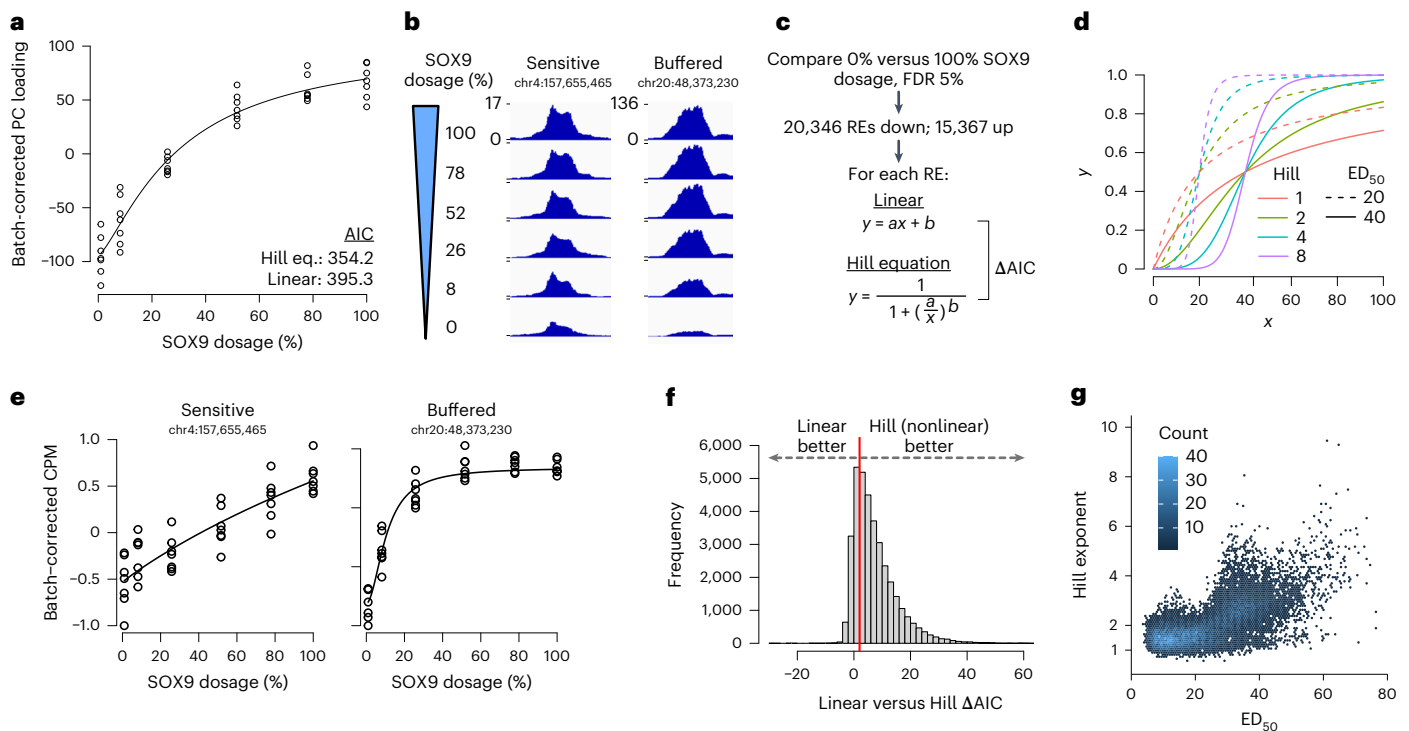 a
100
50
0
−50
−100
Batch-corrected PC loading
AIC
Hill eq.: 354.2
Linear: 395.3
0 20 40 60 80 100
SOX9 dosage (%)
b
SOX9
dosage (%)
Sensitive
chr4:157,655,465
Buffered
chr20:48,373,230
17
0
136
0
100
78
52
26
8
0
c
Compare 0% versus 100% SOX9
dosage, FDR 5%
20,346 REs down; 15,367 up
For each RE:
Linear
y = ax + b
Hill equation
y = 1 / 1 + (a/x)^b
ΔAIC
d
1.0
0.8
0.6
0.4
0.2
0
y
Hill
1
2
4
8
ED50
20
40
0 20 40 60 80 100
x
e
Sensitive
chr4:157,655,465
Buffered
chr20:48,373,230
Batch-corrected CPM
1.0
0.5
0
−0.5
−1.0
0 20 40 60 80 100
SOX9 dosage (%)
0 20 40 60 80 100
SOX9 dosage (%)
f
Linear
better
Hill (nonlinear)
better
6,000
5,000
4,000
3,000
2,000
1,000
0
Frequency
−20 0 20 40 60
Linear versus Hill ΔAIC
g
10
8
6
4
2
1
Hill exponent
Count
40
30
20
10
0 20 40 60 80
ED50